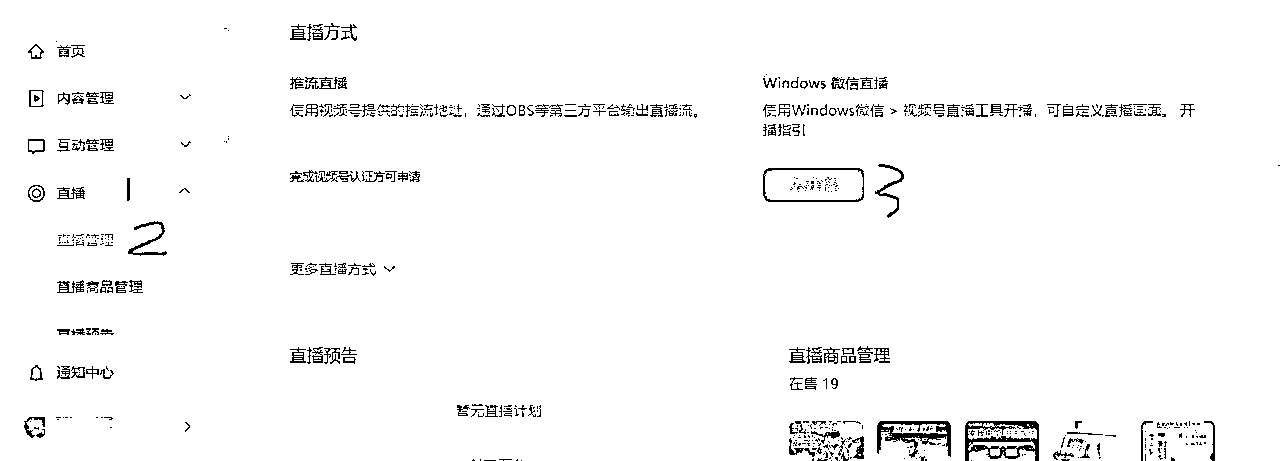 直播方式
首页
推流直播
Windows 微信直播
内容管理
使用视频号提供的推流地址，通过OBS等第三方平台输出直播流。
使用Windows微信 > 视频号直播工具开播，可自定义直播画面。 开
播指引
互动管理
完成视频号认证方可申请
直播 1
3
直播管理 2
更多直播方式
直播商品管理
直播预告
直播预告
直播商品管理
通知中心
在售 19
暂无直播计划